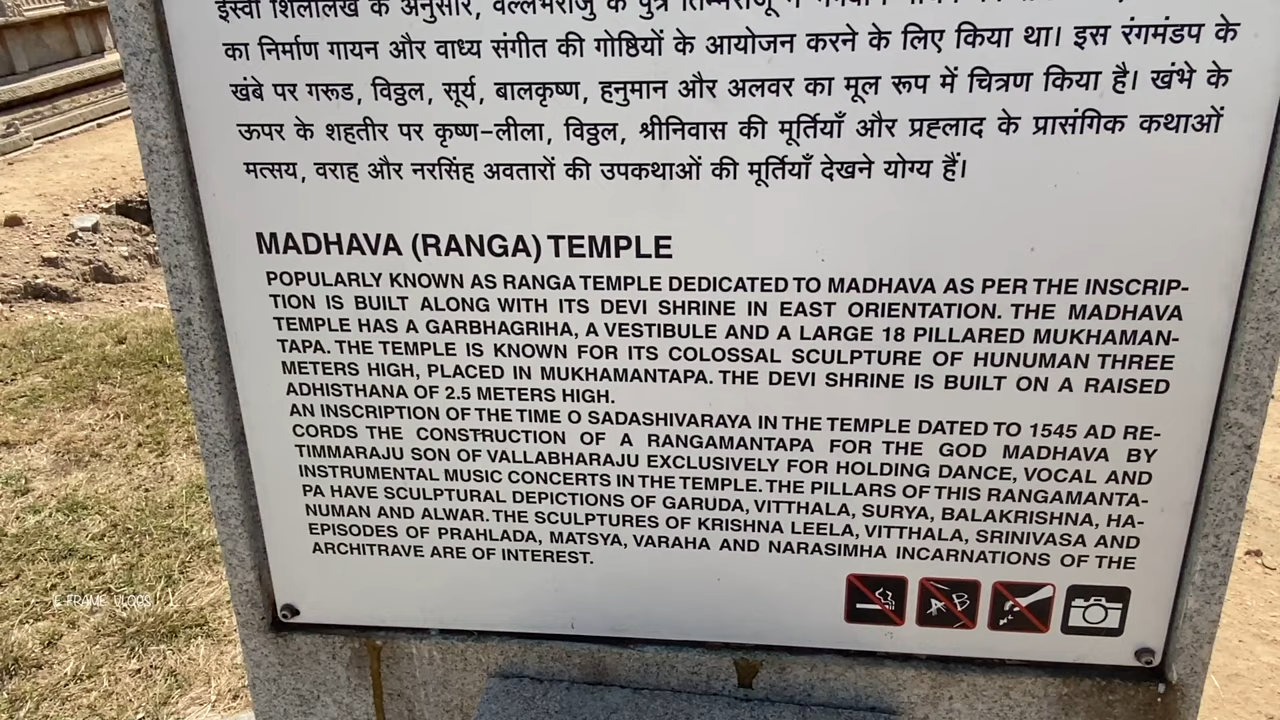 का निर्माण गायन और वाध्य संगीत की गोष्ठियों के आयोजन करने के लिए किया था। इस रंगमंडप के
खंबे पर गरूड, विठ्ठल, सूर्य, बालकृष्ण, हनुमान और अलवर का मूल रूप में चित्रण किया है। खंभे के
ऊपर के शहतीर पर कृष्ण-लीला, विठ्ठल, श्रीनिवास की मूर्तियाँ और प्रह्लाद के प्रासंगिक कथाओं
मत्सय, वराह और नरसिंह अवतारों की उपकथाओं की मूर्तियाँ देखने योग्य हैं।
MADHAVA (RANGA) TEMPLE
POPULARLY KNOWN AS RANGA TEMPLE DEDICATED TO MADHAVA AS PER THE INSCRIP-
TION IS BUILT ALONG WITH ITS DEVI SHRINE IN EAST ORIENTATION. THE MADHAVA
TEMPLE HAS A GARBHAGRIHA, A VESTIBULE AND A LARGE 18 PILLARED MUKHAMAN-
TAPA. THE TEMPLE IS KNOWN FOR ITS COLOSSAL SCULPTURE OF HUNUMAN THREE
METERS HIGH, PLACED IN MUKHAMANTAPA. THE DEVI SHRINE IS BUILT ON A RAISED
ADHISTHANA OF 2.5 METERS HIGH.
AN INSCRIPTION OF THE TIME O SADASHIVARAYA IN THE TEMPLE DATED TO 1545 AD RE-
CORDS THE CONSTRUCTION OF A RANGAMANTAPA FOR THE GOD MADHAVA BY
TIMMARAJU SON OF VALLABHARAJU EXCLUSIVELY FOR HOLDING DANCE, VOCAL AND
INSTRUMENTAL MUSIC CONCERTS IN THE TEMPLE. THE PILLARS OF THIS RANGAMANTA-
PA HAVE SCULPTURAL DEPICTIONS OF GARUDA, VITTHALA, SURYA, BALAKRISHNA, HA-
NUMAN AND ALWAR. THE SCULPTURES OF KRISHNA LEELA, VITTHALA, SRINIVASA AND
EPISODES OF PRAHLADA, MATSYA, VARAHA AND NARASIMHA INCARNATIONS OF THE
ARCHITRAVE ARE OF INTEREST.
A B
E-FRAME VLOGS